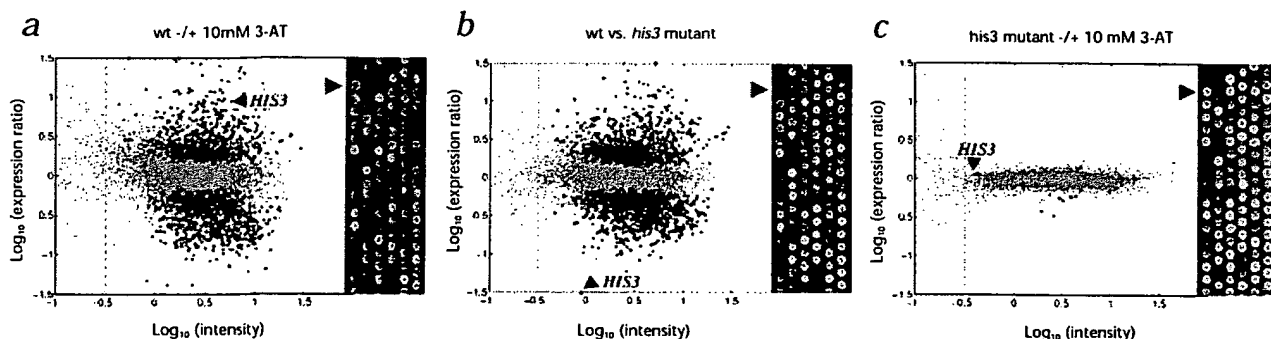 a
wt -/+ 10mM 3-AT
Log10 (expression ratio)
1.5
1
0.5
0
0.5
-1
-1.5
HIS3
-1
-0.5
0
0.5
1
1.5
Log10 (intensity)
b
wt vs. his3 mutant
Log10 (expression ratio)
1.5
1
0.5
0
0.5
-1
-1.5
HIS3
-1
-0.5
0
0.5
1
1.5
Log10 (intensity)
c
his3 mutant -/+ 10 mM 3-AT
Log10 (expression ratio)
1.5
1
0.5
0
-0.5
-1
-1.5
HIS3
-1
-0.5
0
0.5
1
1.5
Log10 (intensity)